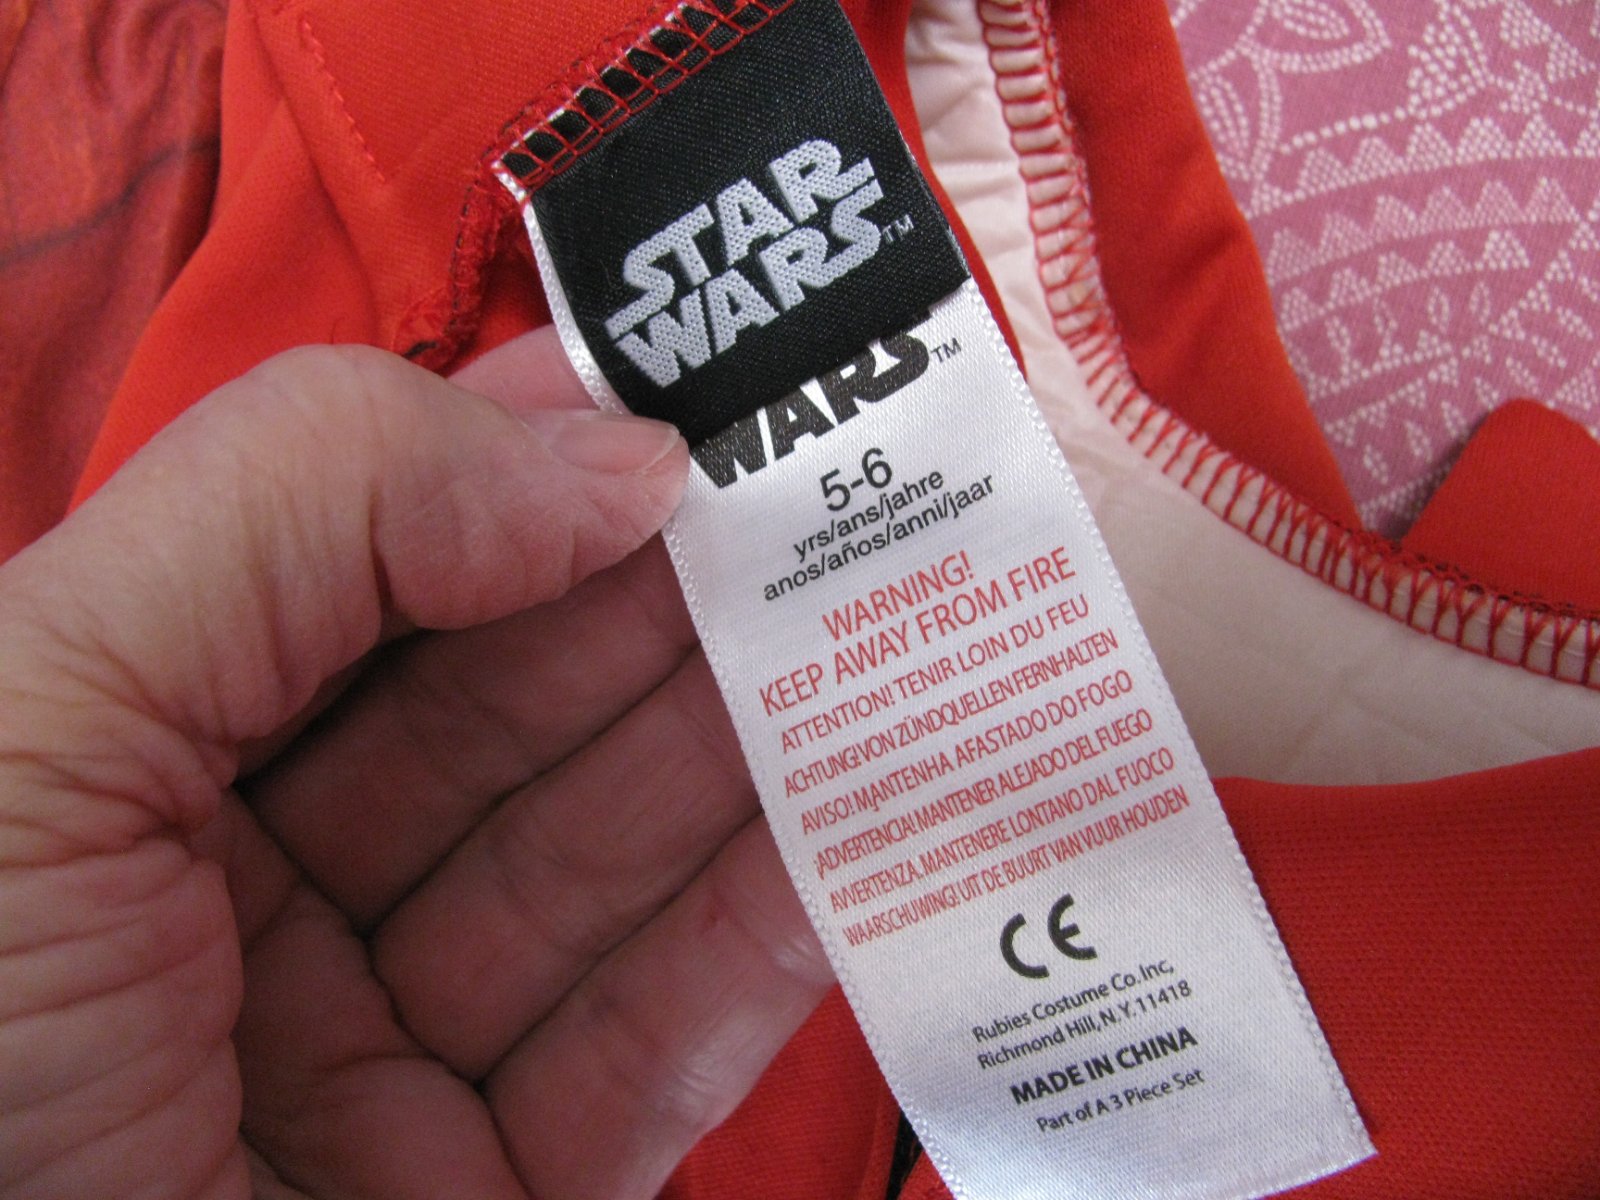 STAR
WARS™
WARS™
5-6
yrs/ans/jahre
anos/años/anni/jaar
WARNING!
KEEP AWAY FROM FIRE
ATTENTION! TENIR LOIN DU FEU
ACHTUNG! VON ZÜNDQUELLEN FERNHALTEN
AVISO! MANTENHA AFASTADO DO FOGO
¡ADVERTENCIA! MANTENER ALEJADO DEL FUEGO
AVVERTENZA. MANTENERE LONTANO DAL FUOCO
WAARSCHUWING! UIT DE BUURT VAN VUUR HOUDEN
CE
Rubies Costume Co. Inc,
Richmond Hill, N.Y. 11418
MADE IN CHINA
Part of A 3 Piece Set